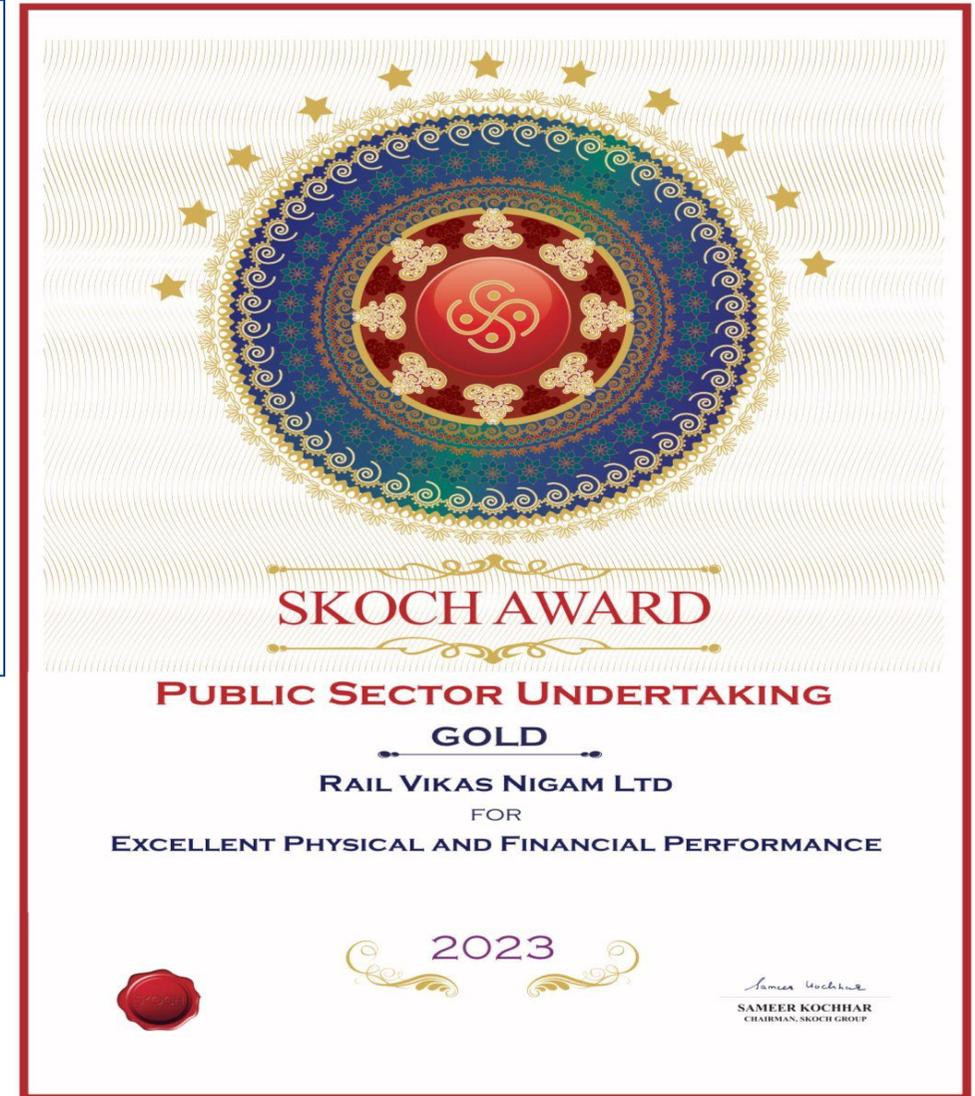 SKOCH AWARD
PUBLIC SECTOR UNDERTAKING
GOLD
RAIL VIKAS NIGAM LTD
FOR
EXCELLENT PHYSICAL AND FINANCIAL PERFORMANCE
2023
SKOCH
Sameer Kochhar
SAMEER KOCHHAR
CHAIRMAN, SKOCH GROUP